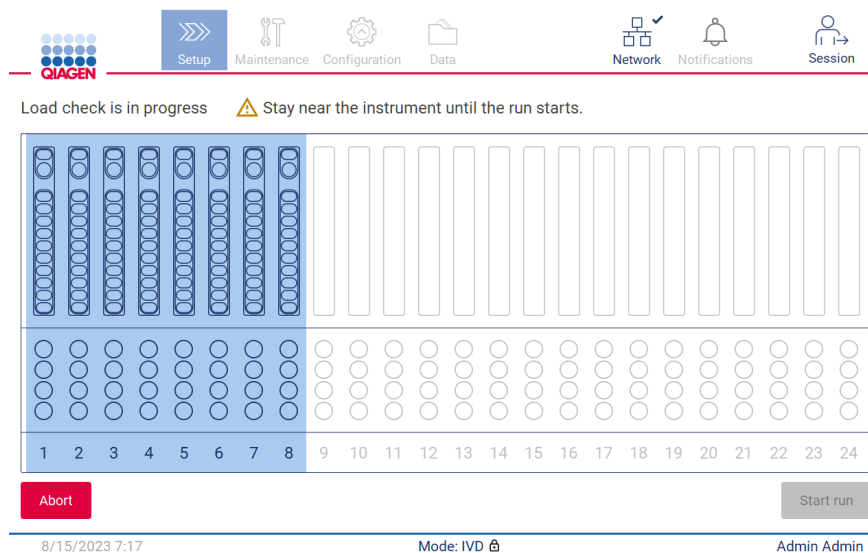 QIAGEN
Setup Maintenance Configuration Data Network Notifications Session
Load check is in progress Stay near the instrument until the run starts.
1 2 3 4 5 6 7 8 9 10 11 12 13 14 15 16 17 18 19 20 21 22 23 24
Abort Start run
8/15/2023 7:17 Mode: IVD Admin Admin